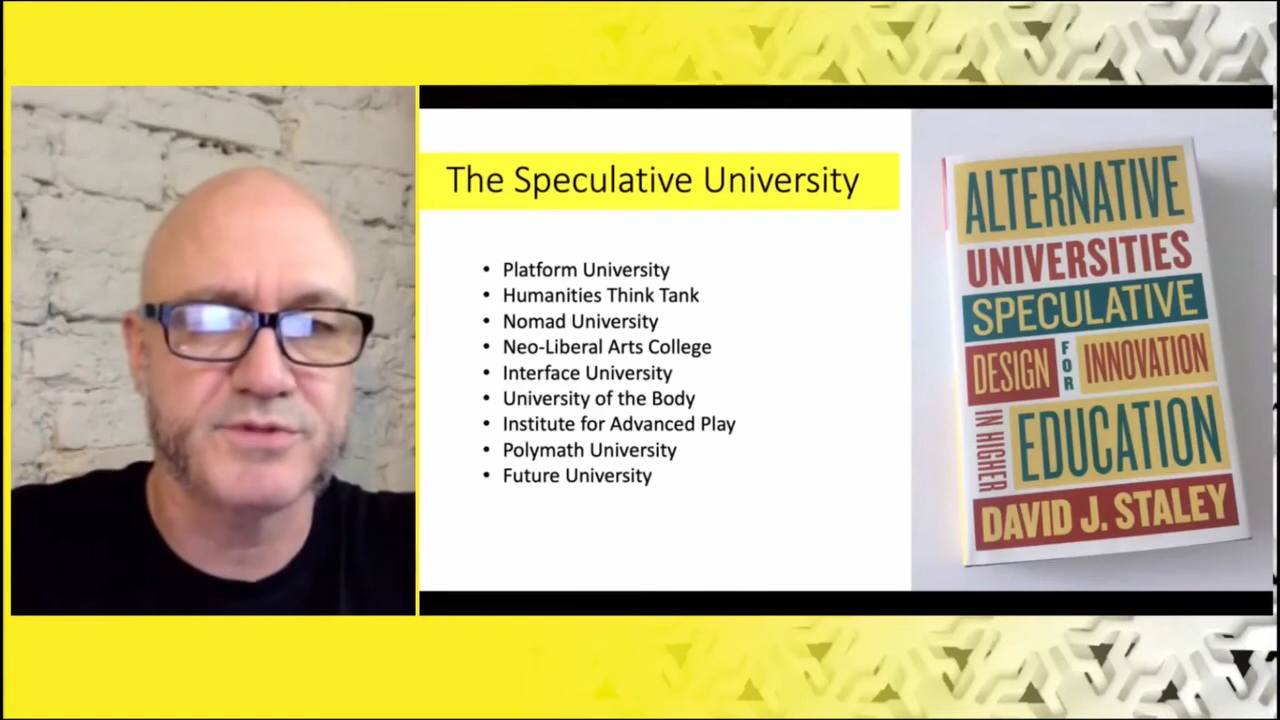 The Speculative University
• Platform University
• Humanities Think Tank
• Nomad University
• Neo-Liberal Arts College
• Interface University
• University of the Body
• Institute for Advanced Play
• Polymath University
• Future University
ALTERNATIVE
UNIVERSITIES
SPECULATIVE
DESIGN FOR INNOVATION
IN HIGHER EDUCATION
DAVID J. STALEY